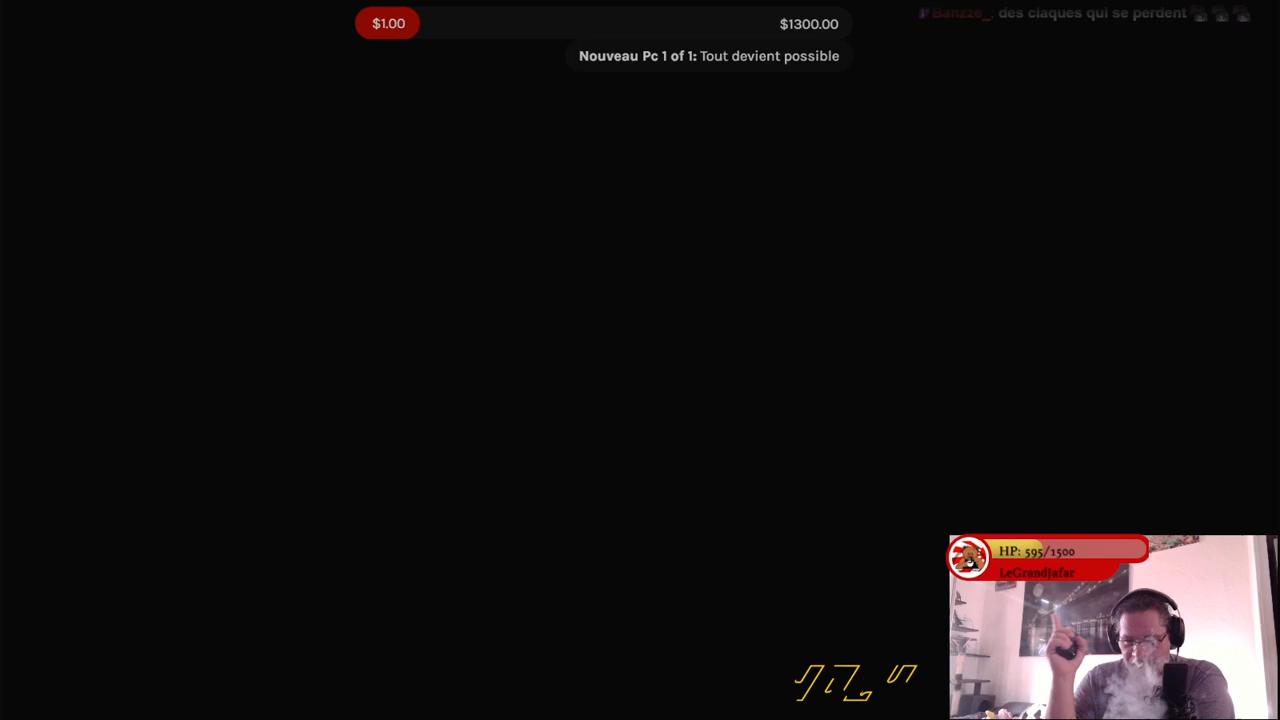 $1.00 $1300.00
Nouveau Pc 1 of 1: Tout devient possible
Banzze_: des claques qui se perdent
HP: 595/1500
LeGrandJafar